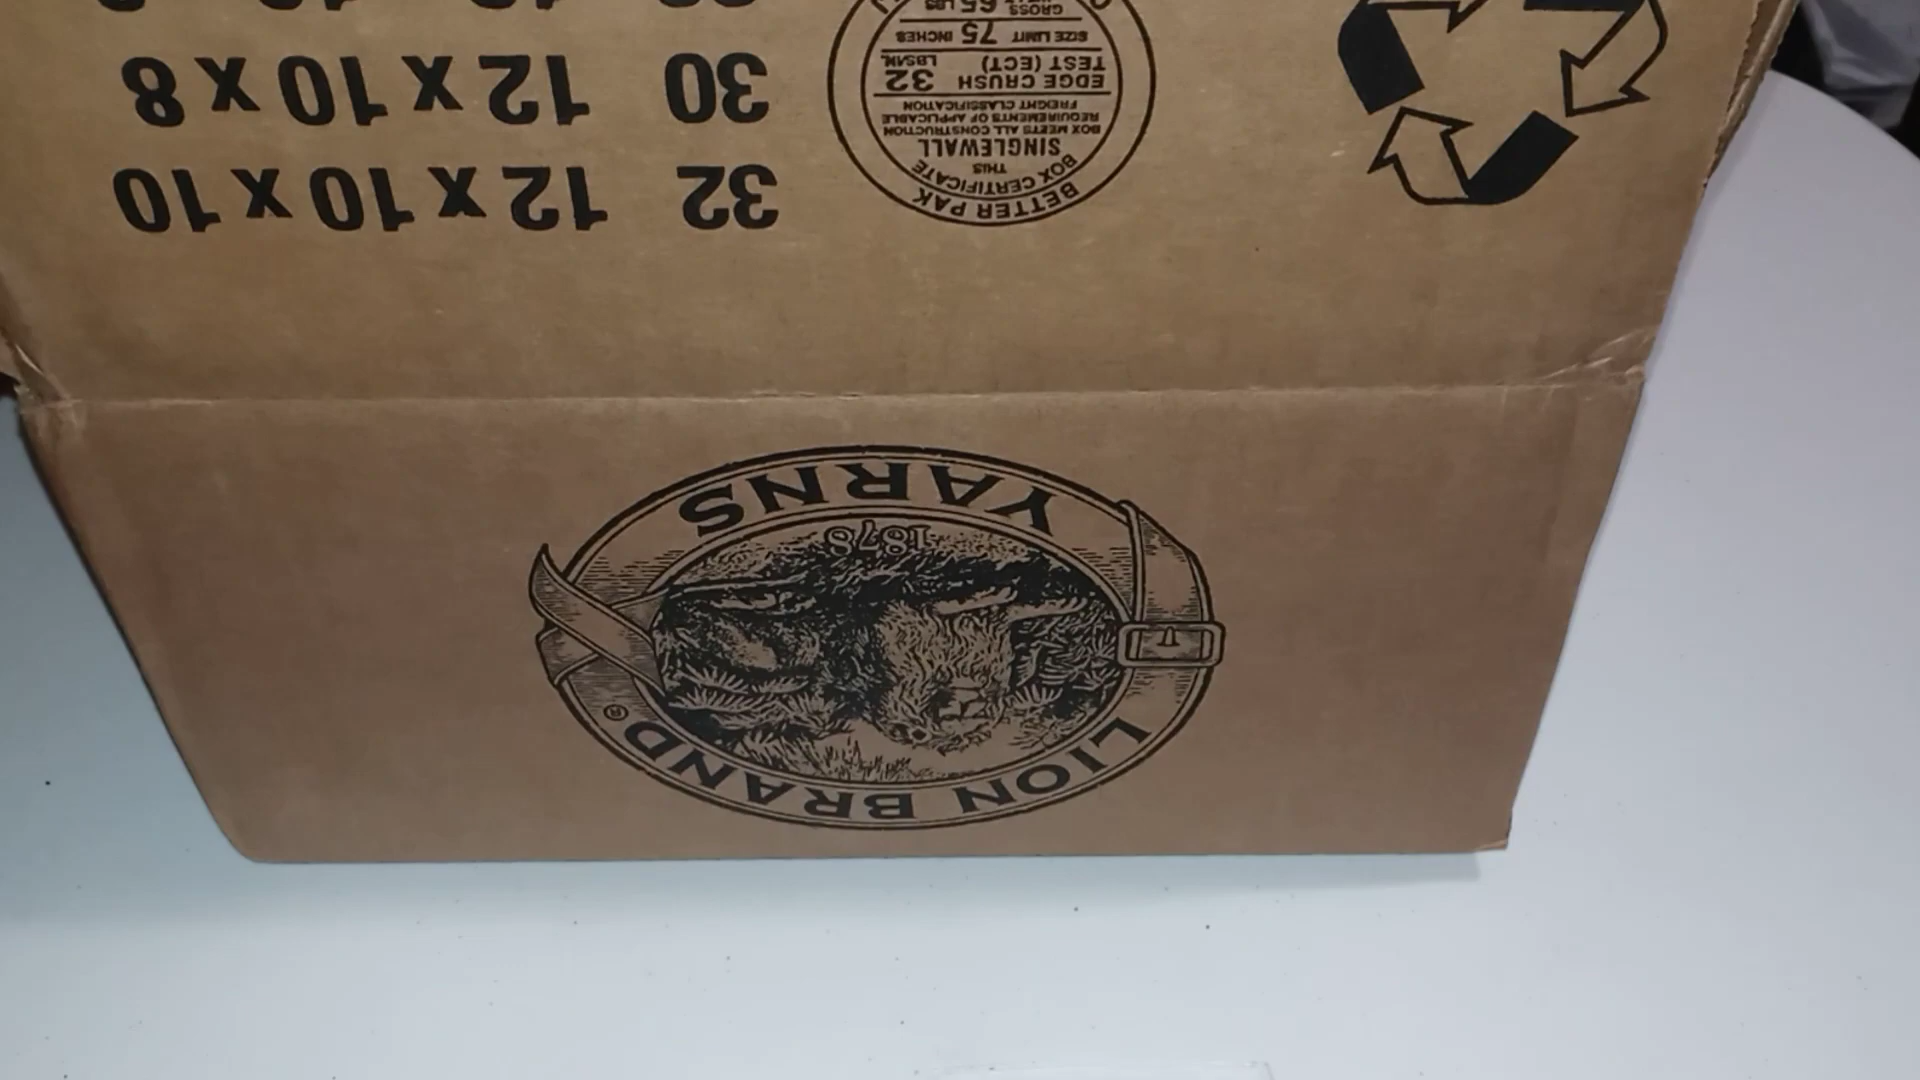 LION BRAND®
1878
YARNS
BETTER PAK
BOX CERTIFICATE
THIS
SINGLEWALL
BOX MEETS ALL CONSTRUCTION
REQUIREMENTS OF APPLICABLE
FREIGHT CLASSIFICATION
EDGE CRUSH
TEST (ECT) 32 LBS/IN.
SIZE LIMIT 75 INCHES
GROSS 65 LBS
32 12 x 10 x 10
30 12 x 10 x 8